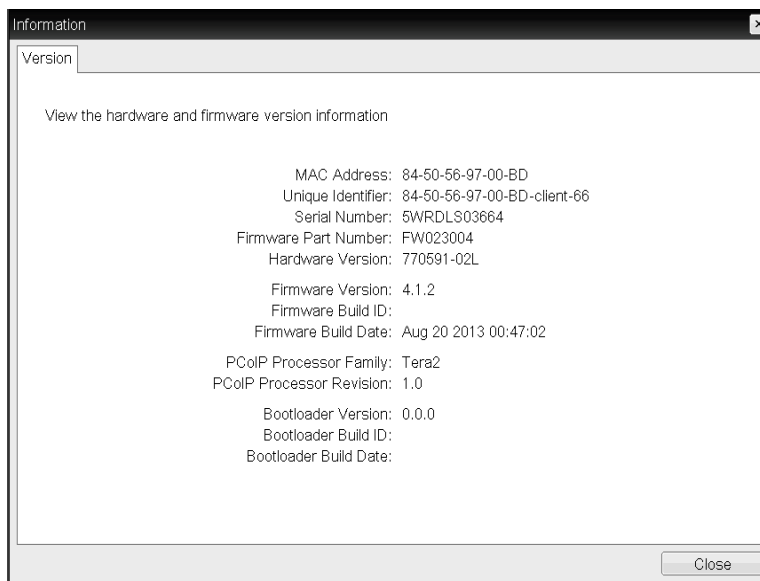 Information
Version
View the hardware and firmware version information
MAC Address: 84-50-56-97-00-BD
Unique Identifier: 84-50-56-97-00-BD-client-66
Serial Number: 5WRDLS03664
Firmware Part Number: FW023004
Hardware Version: 770591-02L
Firmware Version: 4.1.2
Firmware Build ID:
Firmware Build Date: Aug 20 2013 00:47:02
PCoIP Processor Family: Tera2
PCoIP Processor Revision: 1.0
Bootloader Version: 0.0.0
Bootloader Build ID:
Bootloader Build Date:
Close